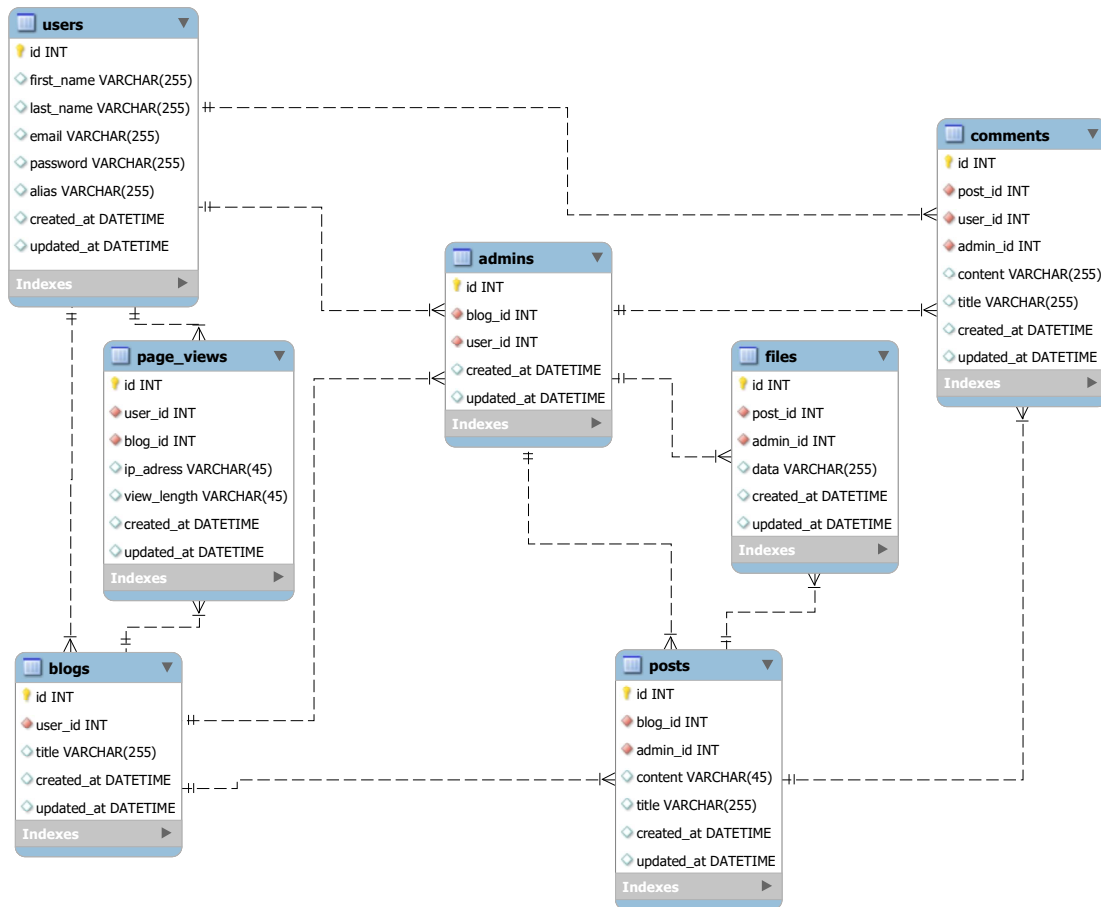 users
id INT
first_name VARCHAR(255)
last_name VARCHAR(255)
email VARCHAR(255)
password VARCHAR(255)
alias VARCHAR(255)
created_at DATETIME
updated_at DATETIME
Indexes
comments
id INT
post_id INT
user_id INT
admin_id INT
content VARCHAR(255)
title VARCHAR(255)
created_at DATETIME
updated_at DATETIME
Indexes
admins
id INT
blog_id INT
user_id INT
created_at DATETIME
updated_at DATETIME
Indexes
page_views
id INT
user_id INT
blog_id INT
ip_adress VARCHAR(45)
view_length VARCHAR(45)
created_at DATETIME
updated_at DATETIME
Indexes
files
id INT
post_id INT
admin_id INT
data VARCHAR(255)
created_at DATETIME
updated_at DATETIME
Indexes
blogs
id INT
user_id INT
title VARCHAR(255)
created_at DATETIME
updated_at DATETIME
Indexes
posts
id INT
blog_id INT
admin_id INT
content VARCHAR(45)
title VARCHAR(255)
created_at DATETIME
updated_at DATETIME
Indexes